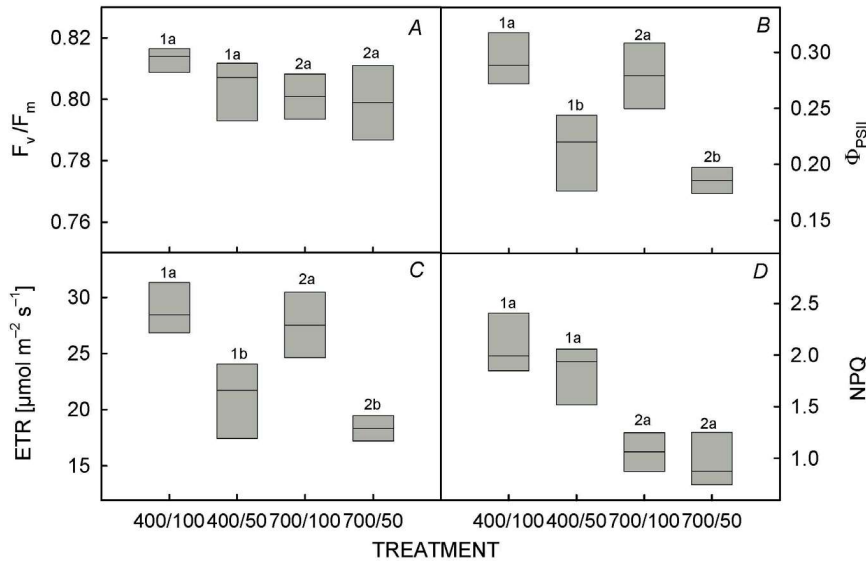 A
0.82
0.80
0.78
0.76
Fv/Fm
1a
1a
2a
2a
B
0.30
0.25
0.20
0.15
ΦPSII
1a
1b
2a
2b
C
30
25
20
15
ETR [µmol m⁻² s⁻¹]
1a
1b
2a
2b
D
2.5
2.0
1.5
1.0
NPQ
1a
1a
2a
2a
400/100 400/50 700/100 700/50
400/100 400/50 700/100 700/50
TREATMENT